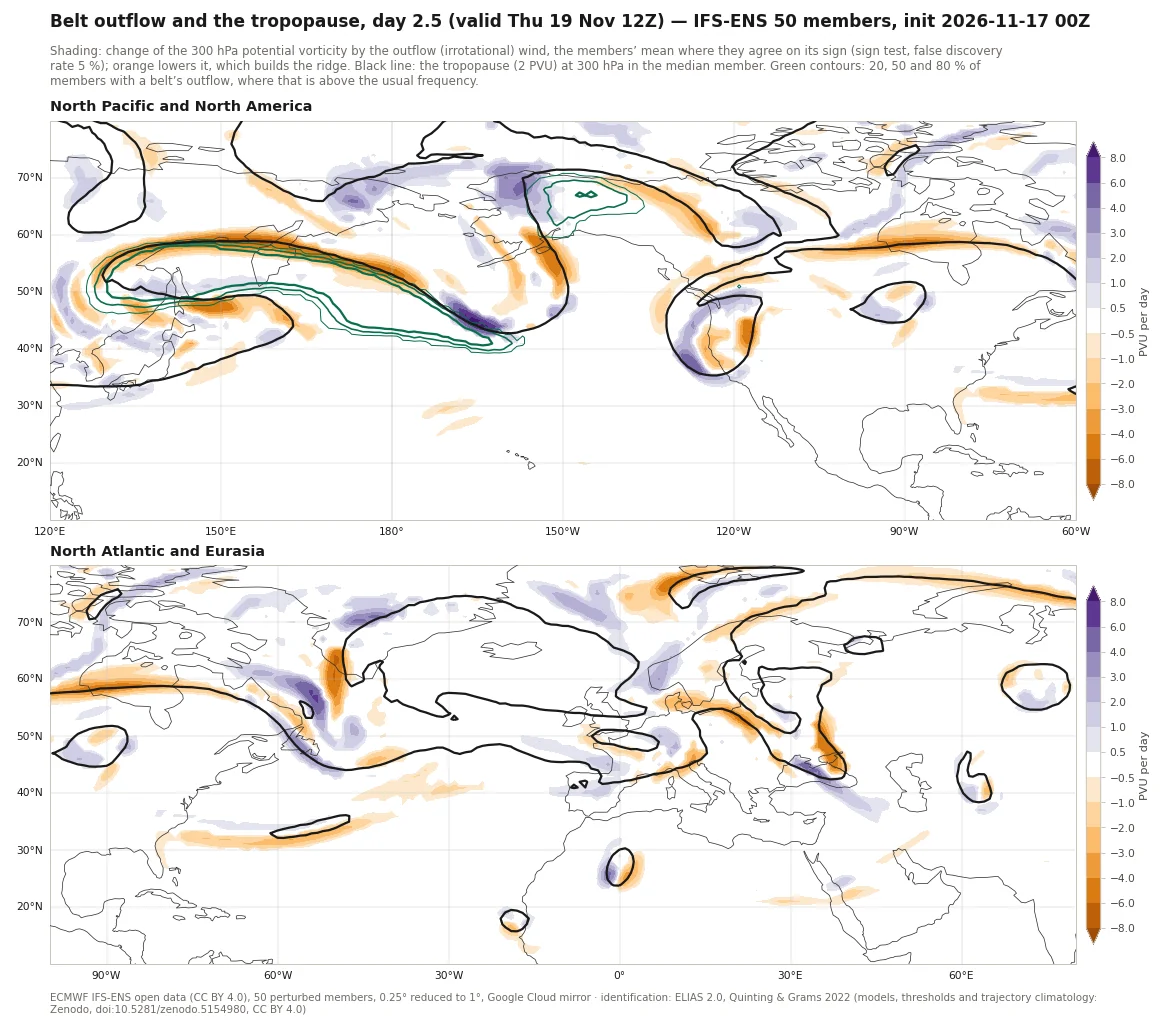 Belt outflow and the tropopause, day 2.5 (valid Thu 19 Nov 12Z) — IFS-ENS 50 members, init 2026-11-17 00Z
Shading: change of the 300 hPa potential vorticity by the outflow (irrotational) wind, the members’ mean where they agree on its sign (sign test, false discovery
rate 5 %); orange lowers it, which builds the ridge. Black line: the tropopause (2 PVU) at 300 hPa in the median member. Green contours: 20, 50 and 80 % of
members with a belt’s outflow, where that is above the usual frequency.
North Pacific and North America
70°N
60°N
50°N
40°N
30°N
20°N
120°E 150°E 180° 150°W 120°W 90°W 60°W
8.0
6.0
4.0
3.0
2.0
1.0
0.5
−0.5
−1.0
−2.0
−3.0
−4.0
−6.0
−8.0
PVU per day
North Atlantic and Eurasia
70°N
60°N
50°N
40°N
30°N
20°N
90°W 60°W 30°W 0° 30°E 60°E
8.0
6.0
4.0
3.0
2.0
1.0
0.5
−0.5
−1.0
−2.0
−3.0
−4.0
−6.0
−8.0
PVU per day
ECMWF IFS-ENS open data (CC BY 4.0), 50 perturbed members, 0.25° reduced to 1°, Google Cloud mirror · identification: ELIAS 2.0, Quinting & Grams 2022 (models, thresholds and trajectory climatology:
Zenodo, doi:10.5281/zenodo.5154980, CC BY 4.0)